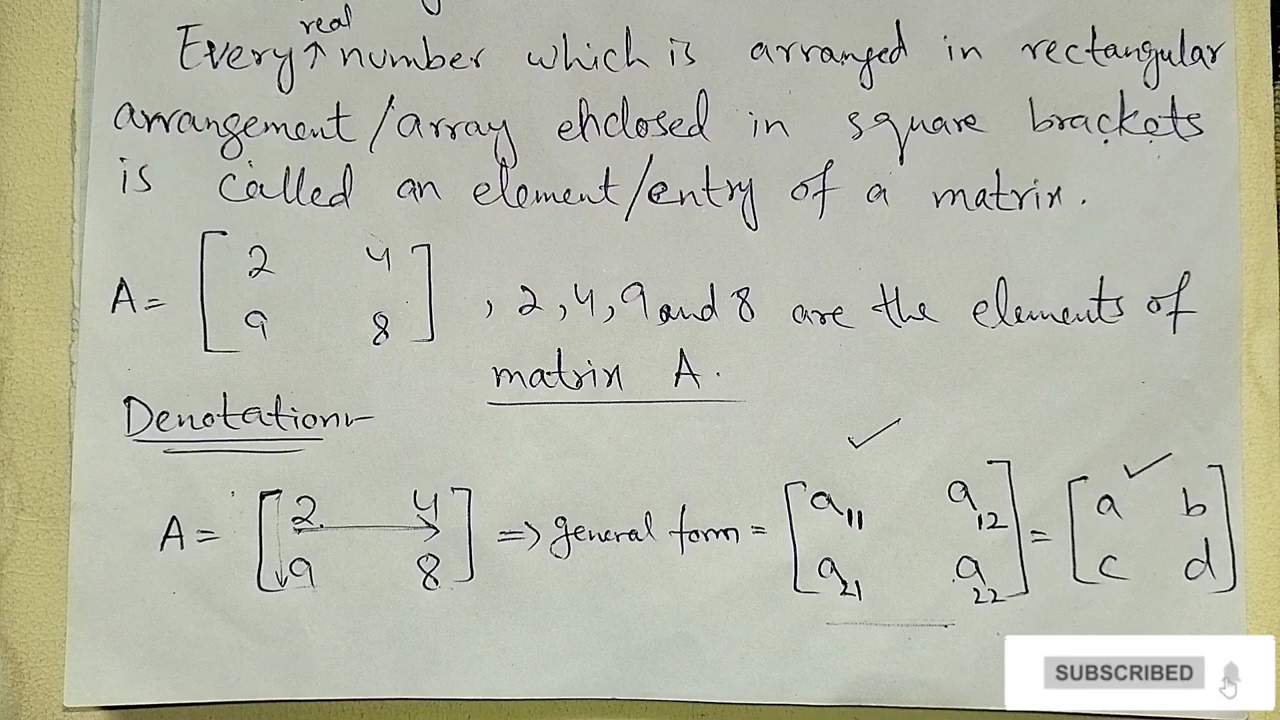 real
Every↑ number which is arranged in rectangular
arrangement/array enclosed in square brackets
is called an element/entry of a matrix.
A = [ 2 4
9 8 ] , 2, 4, 9 and 8 are the elements of
matrix A.
Denotation:-
A = [ 2 4
9 8 ] => general form = [ a11 a12
a21 a22 ] = [ a b
c d ]
SUBSCRIBED